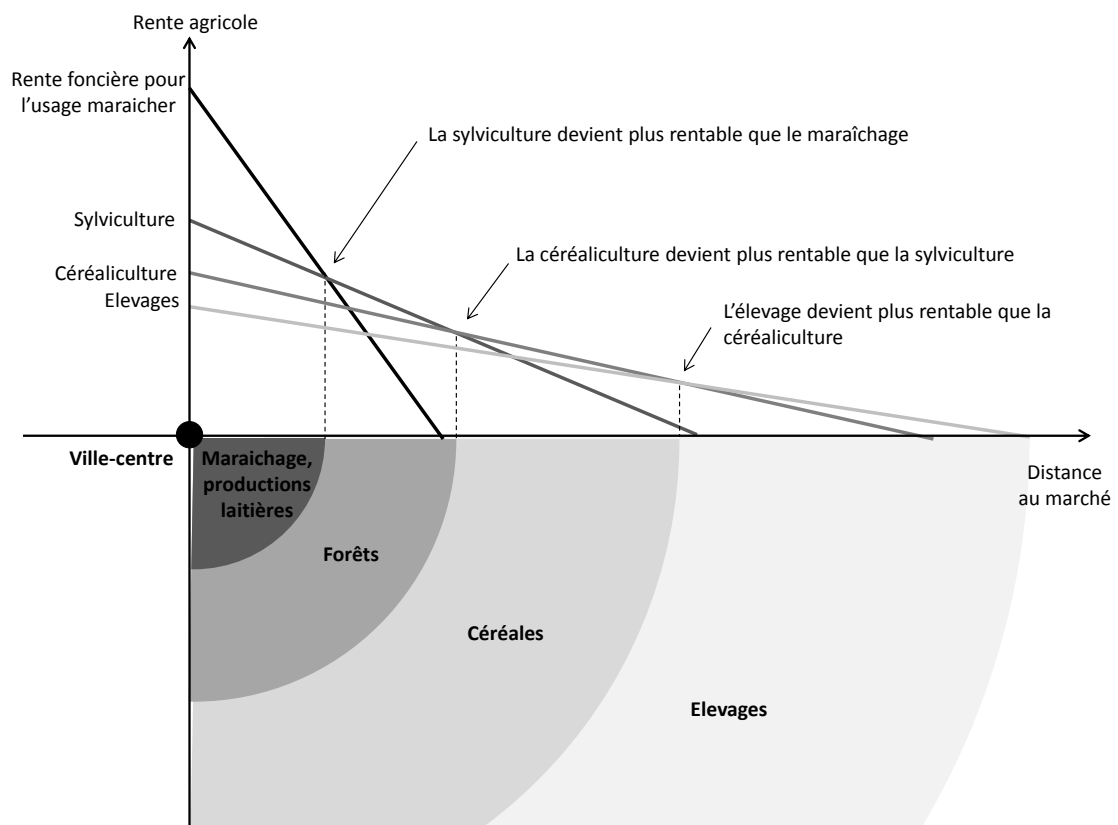 Rente agricole
Rente foncière pour
l'usage maraicher
La sylviculture devient plus rentable que le maraîchage
Sylviculture
La céréaliculture devient plus rentable que la sylviculture
Céréaliculture
Elevages
L'élevage devient plus rentable que la
céréaliculture
Ville-centre
Maraichage,
productions
laitières
Distance
au marché
Forêts
Céréales
Elevages